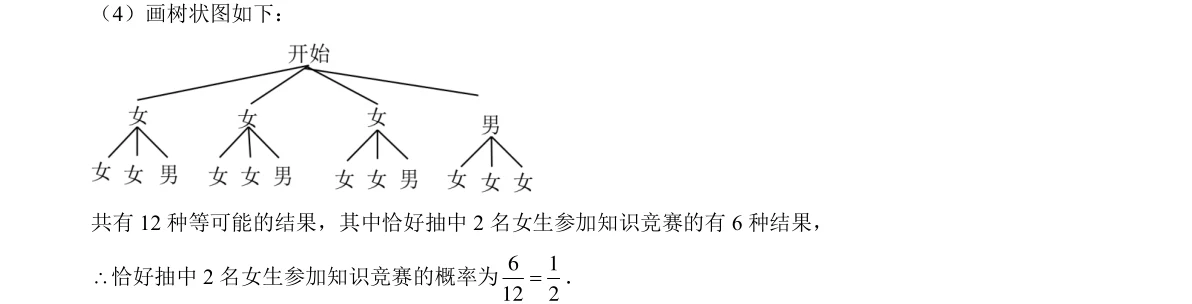 （4）画树状图如下：
开始
女 女 女 男
女 女 男 女 女 男 女 女 男 女 女 女
共有 12 种等可能的结果，其中恰好抽中 2 名女生参加知识竞赛的有 6 种结果，
∴恰好抽中 2 名女生参加知识竞赛的概率为 6/12 = 1/2 .